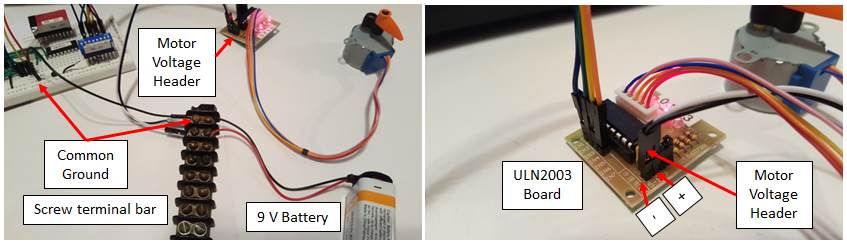 Motor
Voltage
Header
Common
Ground
Screw terminal bar
9 V Battery
ULN2003
Board
-
+
Motor
Voltage
Header